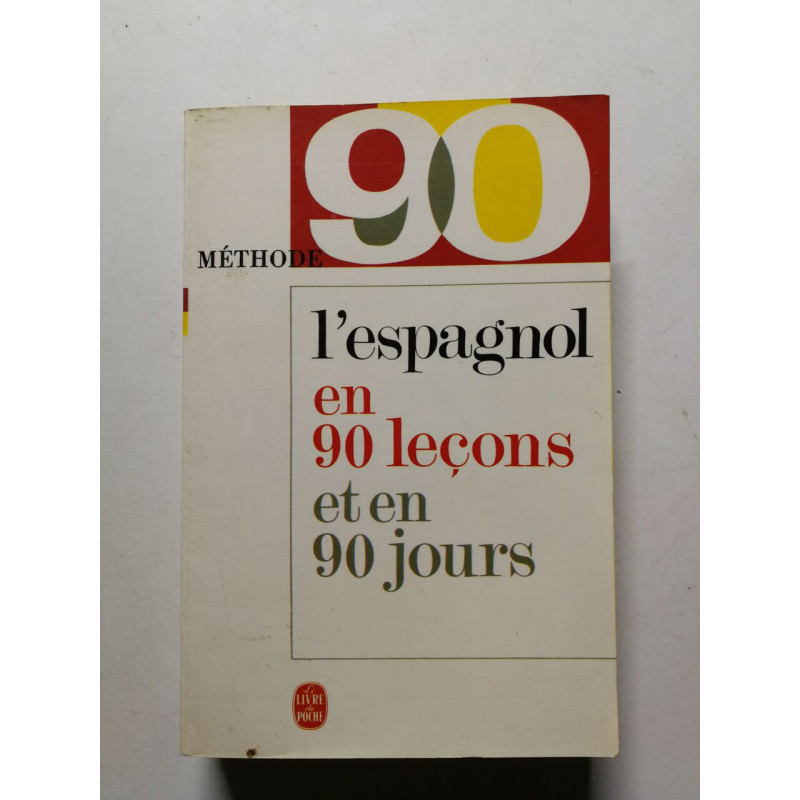 90
MÉTHODE
l'espagnol
en
90 leçons
et en
90 jours
Le
LIVRE
de
POCHE